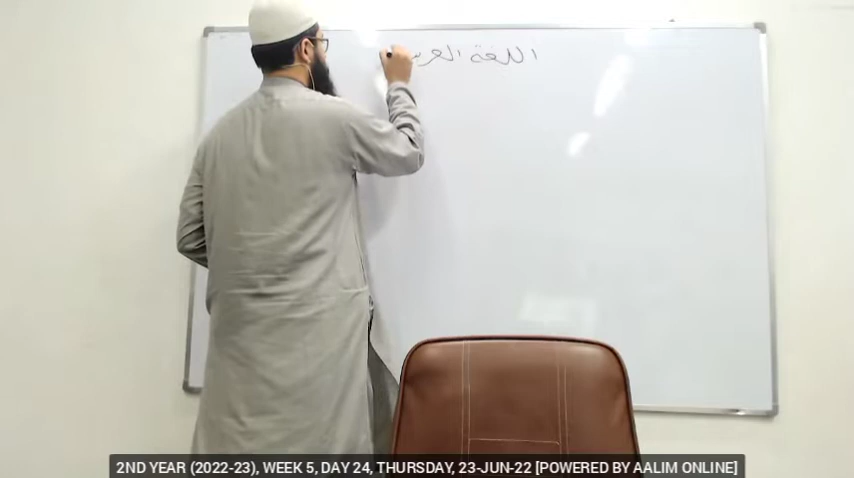 اللغة العر
2ND YEAR (2022-23), WEEK 5, DAY 24, THURSDAY, 23-JUN-22 [POWERED BY AALIM ONLINE]